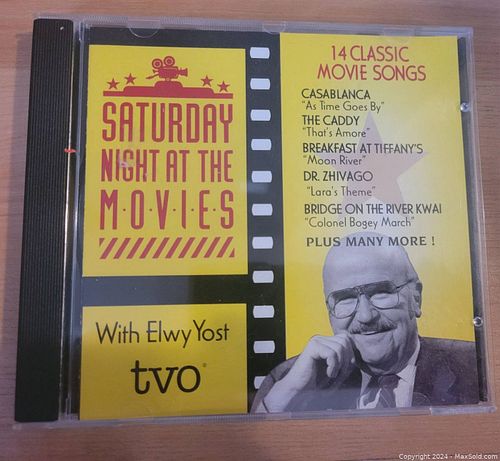 SATURDAY
NIGHT AT THE
M·O·V·I·E·S
With Elwy Yost
tvo
14 CLASSIC
MOVIE SONGS
CASABLANCA
"As Time Goes By"
THE CADDY
"That's Amore"
BREAKFAST AT TIFFANY'S
"Moon River"
DR. ZHIVAGO
"Lara's Theme"
BRIDGE ON THE RIVER KWAI
"Colonel Bogey March"
PLUS MANY MORE !
Copyright 2024 - MaxSold.com